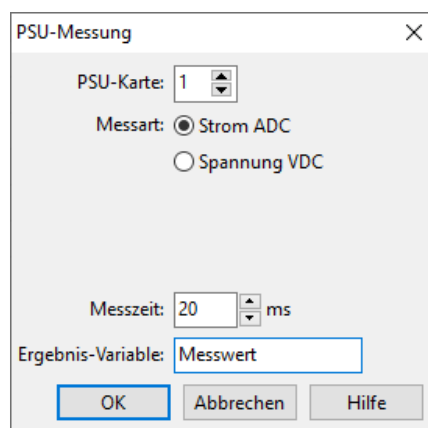 PSU-Messung
PSU-Karte: 1
Messart: Strom ADC
Spannung VDC
Messzeit: 20 ms
Ergebnis-Variable: Messwert
OK Abbrechen Hilfe